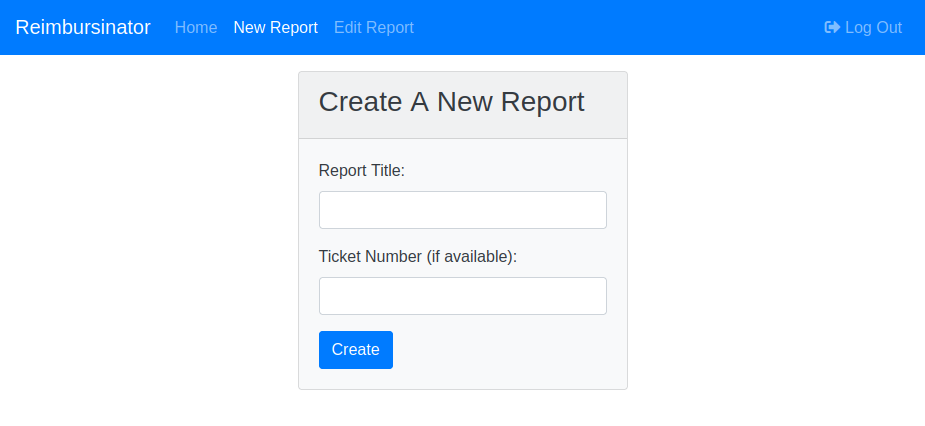 Reimbursinator Home New Report Edit Report Log Out
Create A New Report
Report Title:
Ticket Number (if available):
Create